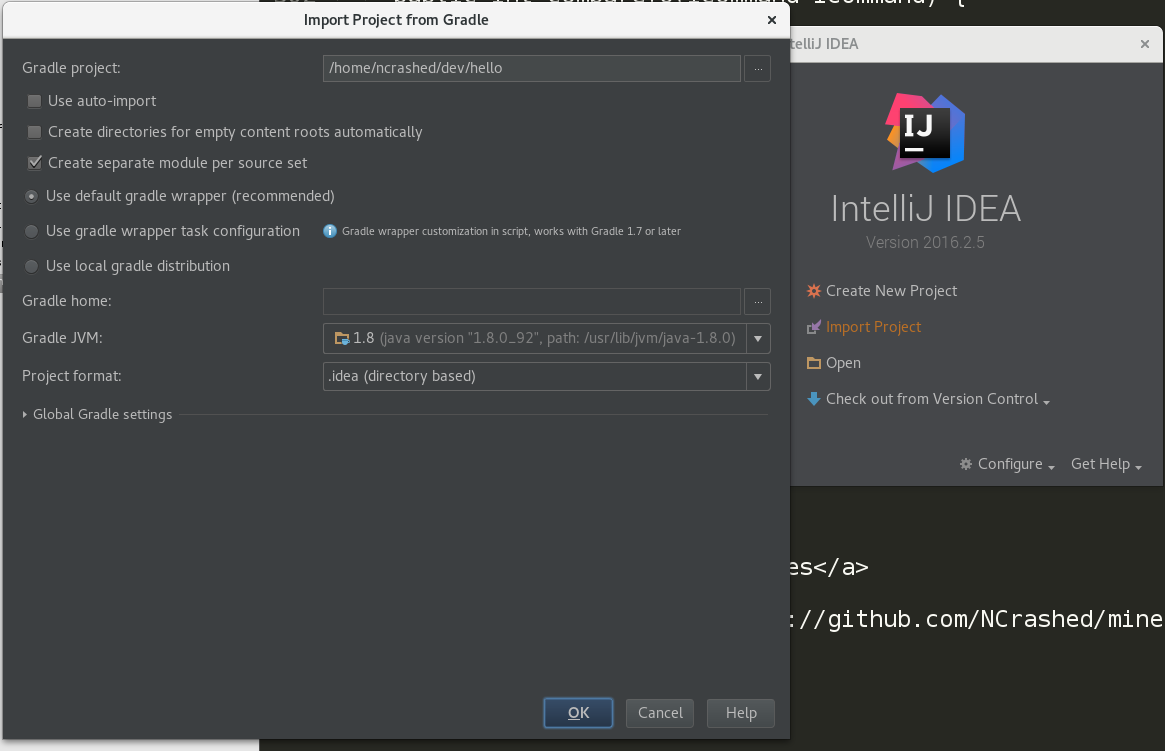 Import Project from Gradle
Gradle project:
/home/ncrashed/dev/hello
...
Use auto-import
Create directories for empty content roots automatically
Create separate module per source set
Use default gradle wrapper (recommended)
Use gradle wrapper task configuration
Gradle wrapper customization in script, works with Gradle 1.7 or later
Use local gradle distribution
Gradle home:
...
Gradle JVM:
1.8 (java version "1.8.0_92", path: /usr/lib/jvm/java-1.8.0)
Project format:
.idea (directory based)
Global Gradle settings
OK
Cancel
Help
telliJ IDEA
IJ
IntelliJ IDEA
Version 2016.2.5
Create New Project
Import Project
Open
Check out from Version Control
Configure
Get Help
es</a>
://github.com/NCrashed/mine